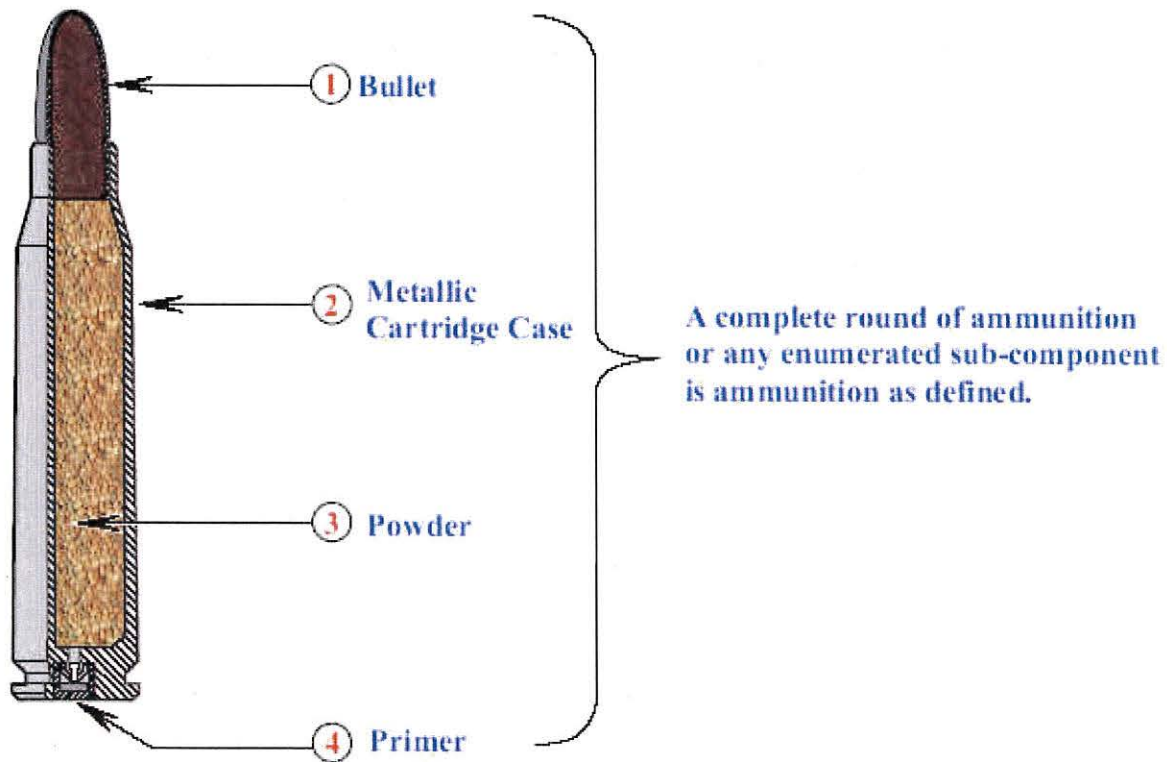 1 Bullet
2 Metallic
Cartridge Case
A complete round of ammunition
or any enumerated sub-component
is ammunition as defined.
3 Powder
4 Primer